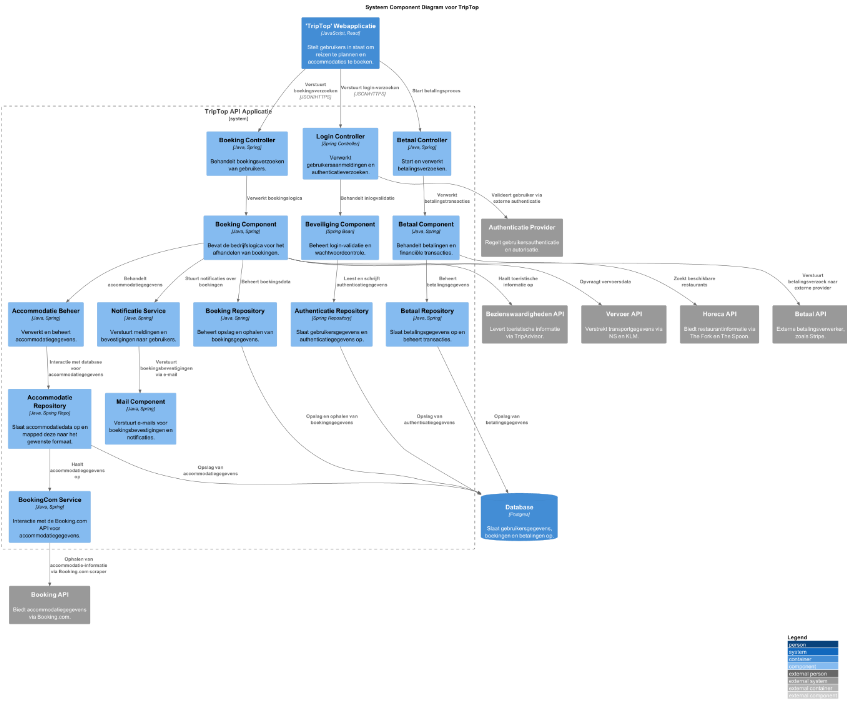 Systeem Component Diagram voor TripTop
"TripTop" Webapplicatie
[JavaScript, React]
Stelt gebruikers in staat om
reizen te plannen en
accommodaties te boeken.
Verstuurt
boekingsverzoeken
[JSON/HTTPS]
Verstuurt loginverzoeken
[JSON/HTTPS]
Start betalingsproces
TripTop API Applicatie
[system]
Boeking Controller
[Java, Spring]
Behandelt boekingsverzoeken
van gebruikers.
Login Controller
[Spring Controller]
Verwerkt
gebruikersaanmeldingen en
authenticatieverzoeken.
Betaal Controller
[Java, Spring]
Start en verwerkt
betalingsverzoeken.
Verwerkt bookingslogica
Behandelt inlogvalidatie
Verwerkt
betalingstransacties
Valideert gebruiker via
externe authenticatie
Boeking Component
[Java, Spring]
Bevat de bedrijfslogica voor het
afhandelen van boekingen.
Beveiliging Component
[Spring Bean]
Beheert login-validatie en
wachtwoordcontrole.
Betaal Component
[Java, Spring]
Behandelt betalingen en
financiële transacties.
Authenticatie Provider
Regelt gebruikersauthenticatie
en autorisatie.
Behandelt
accommodatiegegevens
Stuurt notificaties over
boekingen
Beheert boekingsdata
Leest en schrijft
authenticatiegegevens
Beheert
betalingsgegevens
Haalt toeristische
informatie op
Opvraagt vervoersdata
Zoekt beschikbare
restaurants
Verstuurt
betalingsverzoek naar
externe provider
Accommodatie Beheer
[Java, Spring]
Verwerkt en beheert
accommodatiegegevens.
Notificatie Service
[Java, Spring]
Verstuurt meldingen en
bevestigingen naar gebruikers.
Boeking Repository
[Java, Spring]
Beheert opslag en ophalen van
boekingsgegevens.
Authenticatie Repository
[Spring Repository]
Slaat gebruikersgegevens en
authenticatiegegevens op.
Betaal Repository
[Java, Spring]
Slaat betalingsgegevens op en
beheert transacties.
Bezienswaardigheden API
Levert toeristische informatie
via TripAdvisor.
Vervoer API
Verstrekt transportgegevens via
NS en KLM.
Horeca API
Biedt restaurantinformatie via
The Fork en The Spoon.
Betaal API
Externe betalingsverwerker,
zoals Stripe.
Interactie met database
voor
accommodatiegegevens
Verstuurt
boekingsbevestigingen
via e-mail
Accommodatie
Repository
[Java, Spring Repo]
Slaat accommodatiedata op en
mapped deze naar het
gewenste formaat.
Mail Component
[Java, Spring]
Verstuurt e-mails voor
boekingsbevestigingen en
notificaties.
Opslag en ophalen van
boekingsgegevens
Opslag van
authenticatiegegevens
Opslag van
betalingsgegevens
Haalt
accommodatiegegevens
op
Opslag van
accommodatiegegevens
BookingCom Service
[Java, Spring]
Interactie met de Booking.com
API voor
accommodatiegegevens.
Database
[Postgres]
Slaat gebruikersgegevens,
boekingen en betalingen op.
Ophalen van
accommodatie-informatie
via Booking.com scraper
Booking API
Biedt accommodatiegegevens
via Booking.com.
Legend
person
system
container
component
external person
external system
external container
external component